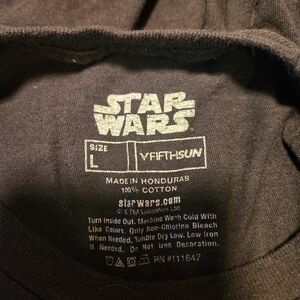 STAR
WARS
SIZE
L
FIFTHSUN
MADE IN HONDURAS
100% COTTON
starwars.com
© & TM Lucasfilm Ltd.
Turn Inside Out. Machine Wash Cold With
Like Colors. Only Non-Chlorine Bleach
When Needed. Tumble Dry Low. Low Iron
If Needed. Do Not Iron Decoration.
RN #111847